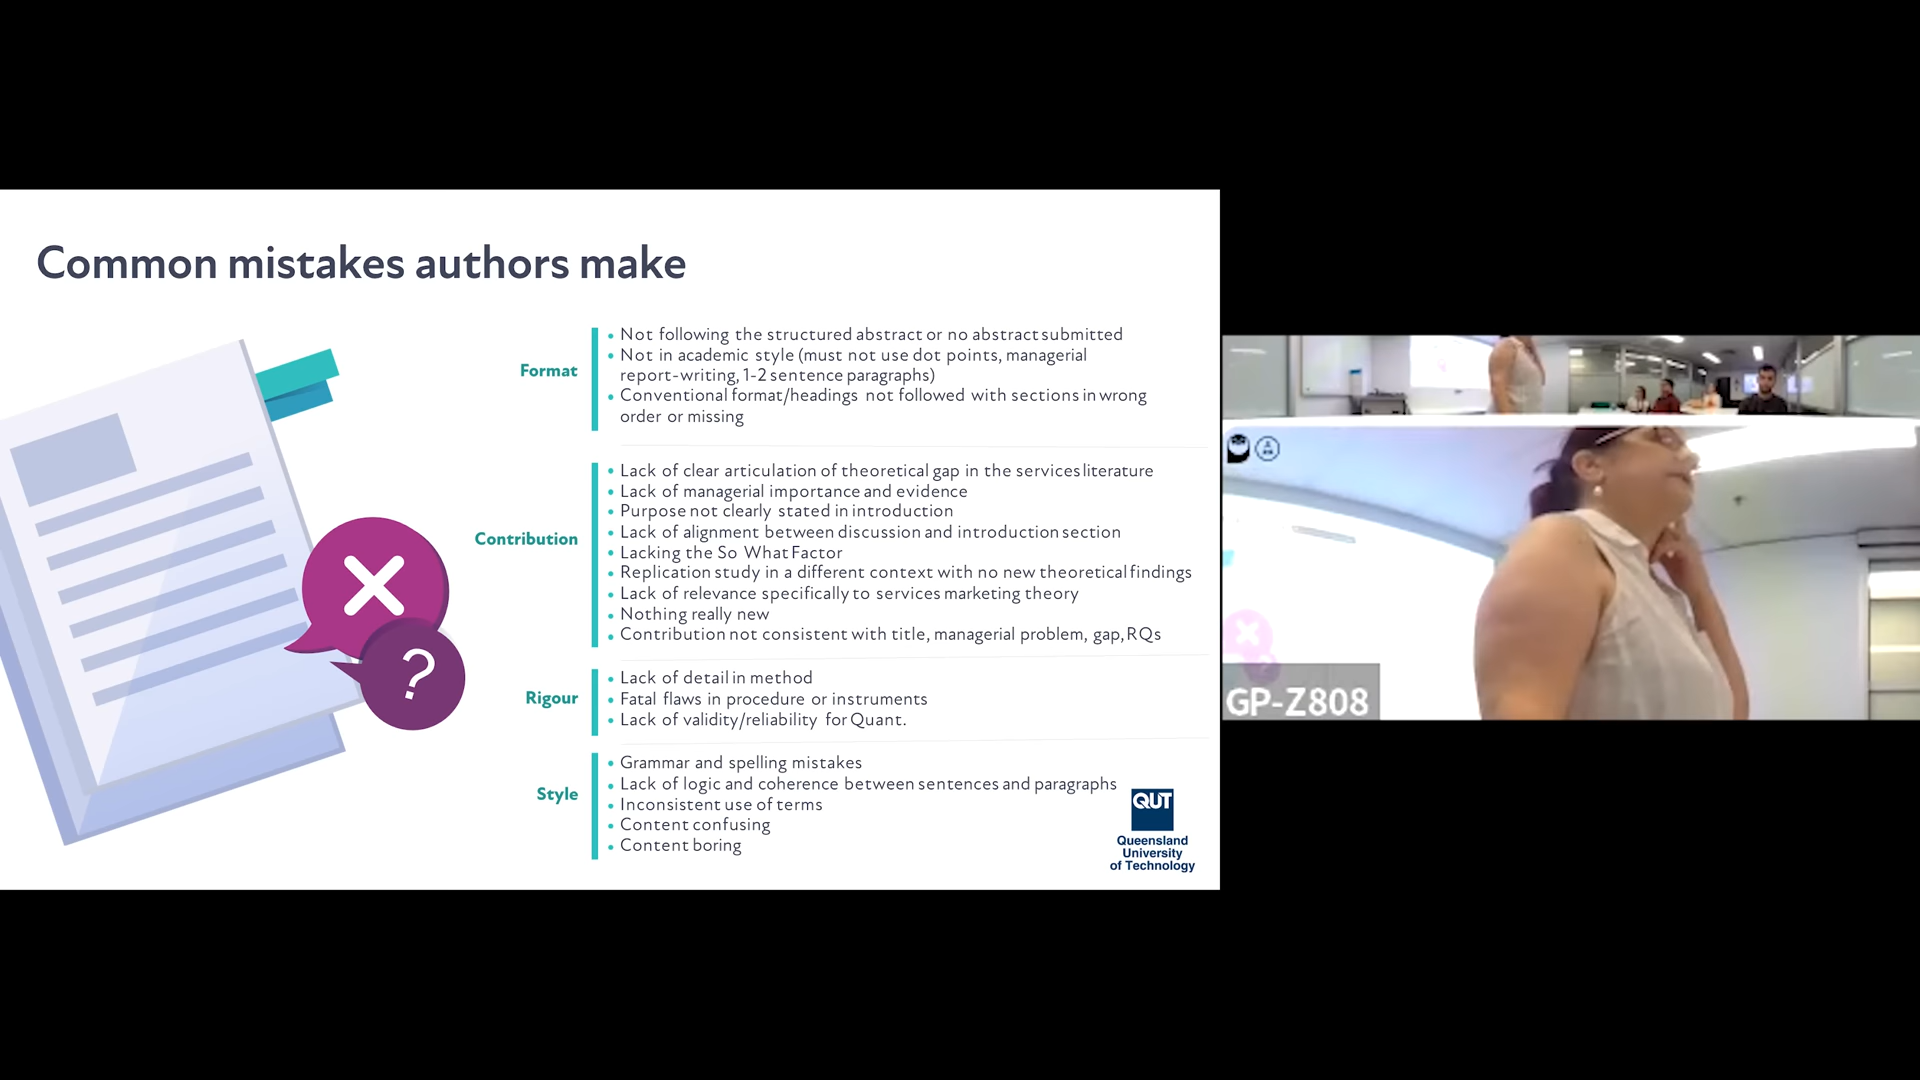 Common mistakes authors make
Format
• Not following the structured abstract or no abstract submitted
• Not in academic style (must not use dot points, managerial
report-writing, 1-2 sentence paragraphs)
• Conventional format/headings not followed with sections in wrong
order or missing
Contribution
• Lack of clear articulation of theoretical gap in the services literature
• Lack of managerial importance and evidence
• Purpose not clearly stated in introduction
• Lack of alignment between discussion and introduction section
• Lacking the So What Factor
• Replication study in a different context with no new theoretical findings
• Lack of relevance specifically to services marketing theory
• Nothing really new
• Contribution not consistent with title, managerial problem, gap, RQs
Rigour
• Lack of detail in method
• Fatal flaws in procedure or instruments
• Lack of validity/reliability for Quant.
Style
• Grammar and spelling mistakes
• Lack of logic and coherence between sentences and paragraphs
• Inconsistent use of terms
• Content confusing
• Content boring
?
QUT
Queensland
University
of Technology
GP-Z808